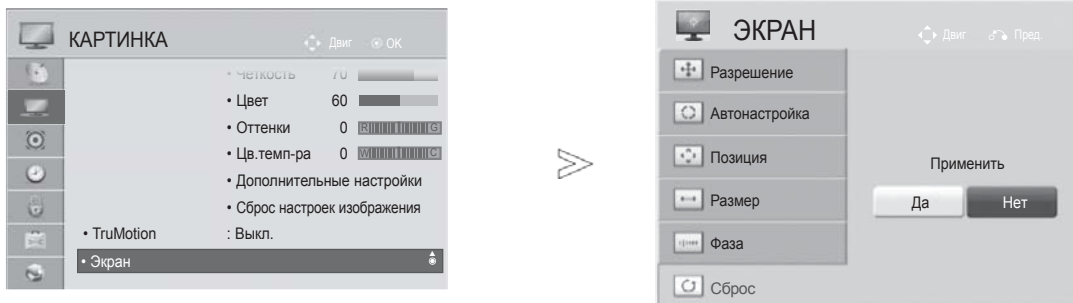 КАРТИНКА
Двиг OK
• Четкость 70
• Цвет 60
• Оттенки 0 R G
• Цв.темп-ра 0 W C
• Дополнительные настройки
• Сброс настроек изображения
• TruMotion : Выкл.
• Экран
ЭКРАН
Двиг Пред.
Разрешение
Автонастройка
Позиция
Размер
Фаза
Сброс
Применить
Да Нет